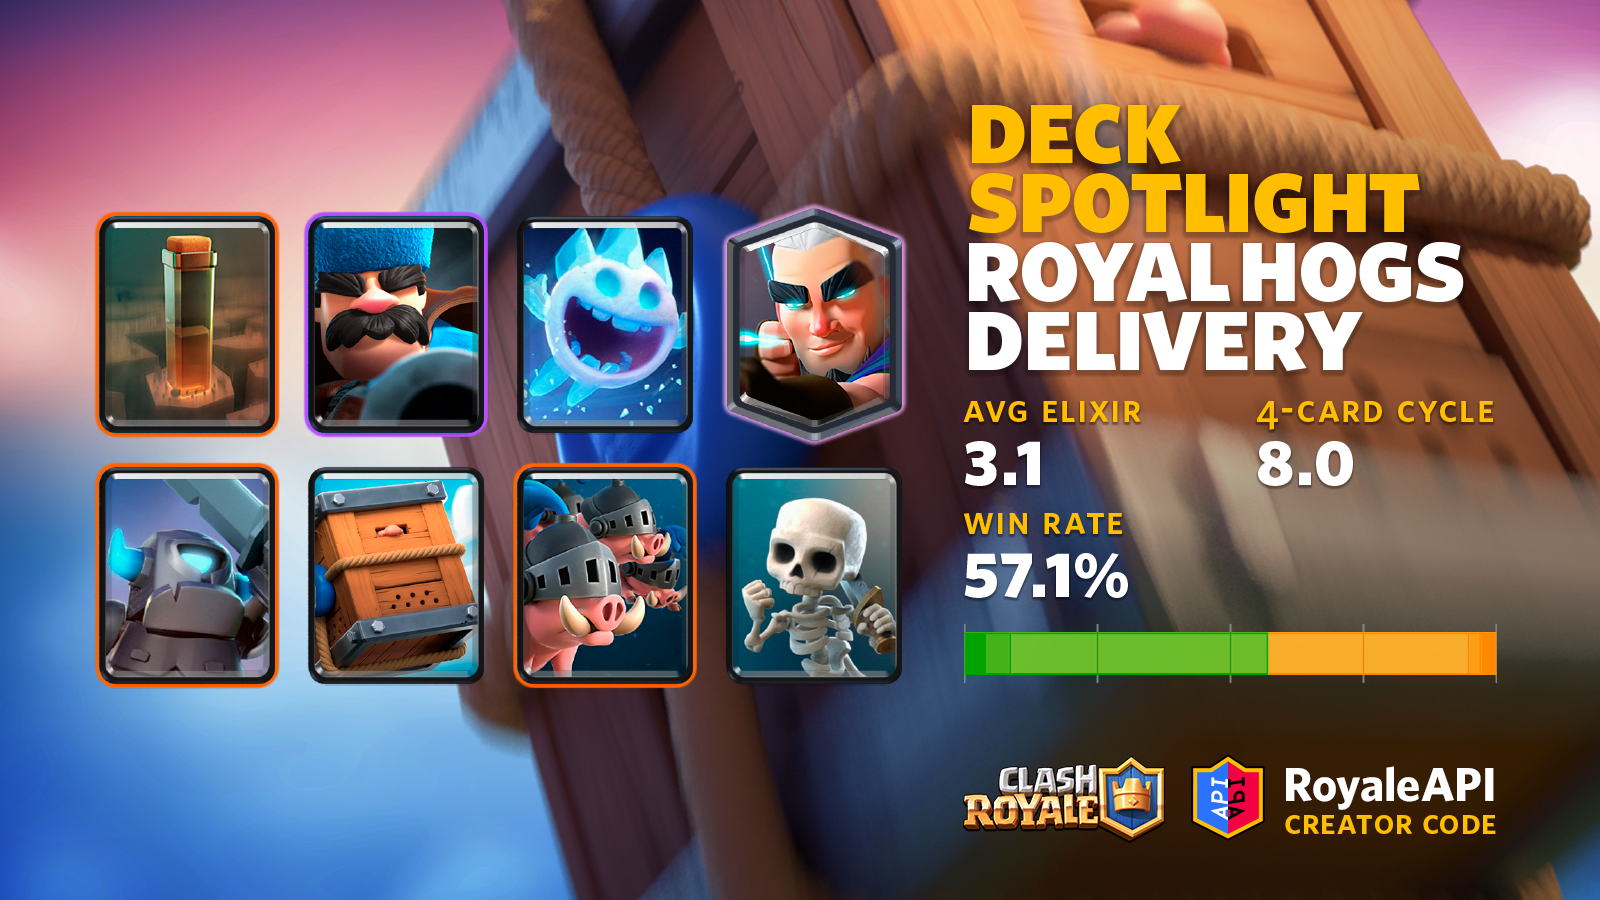 DECK
SPOTLIGHT
ROYAL HOGS
DELIVERY
AVG ELIXIR
4-CARD CYCLE
3.1
8.0
WIN RATE
57.1%
CLASH
ROYALE
API
API
RoyaleAPI
CREATOR CODE